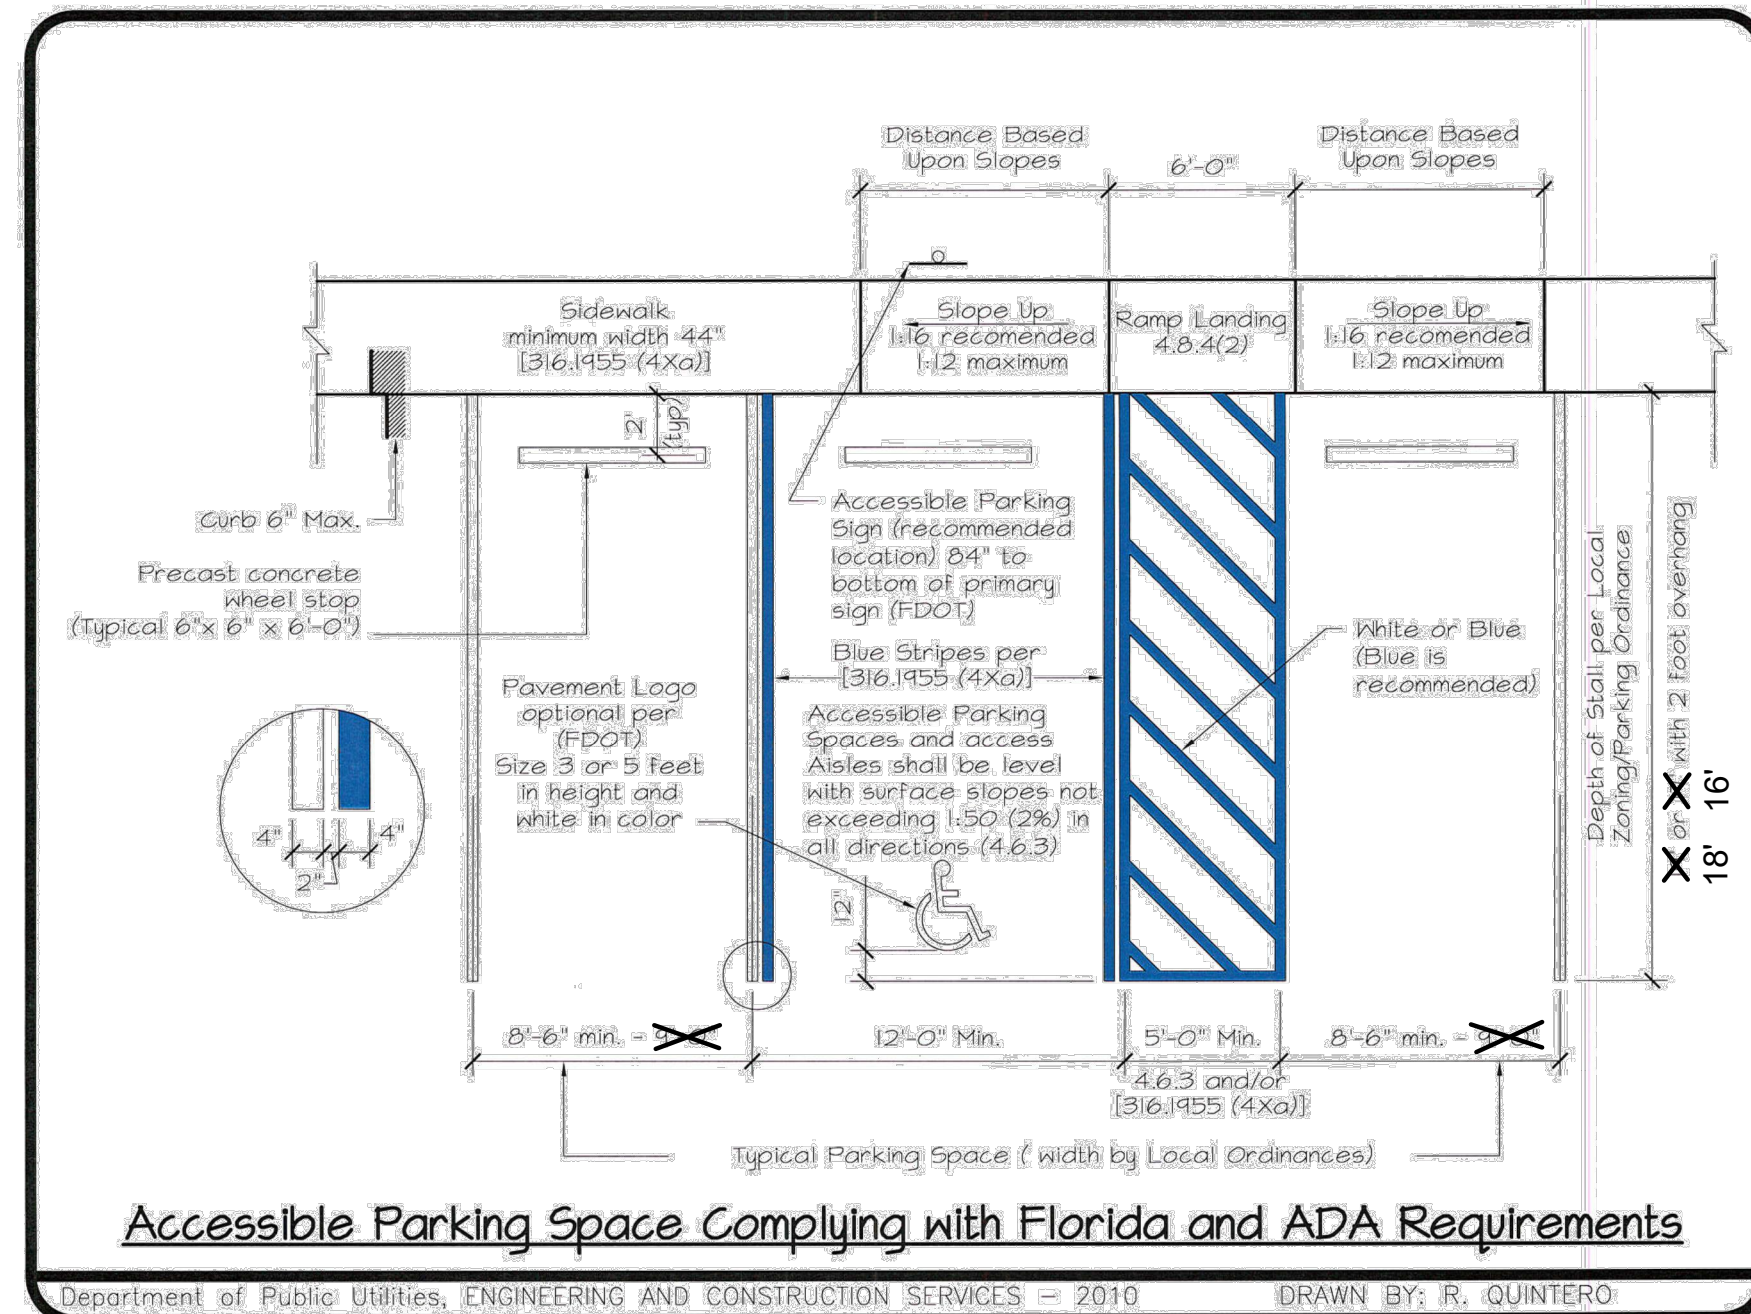 Distance Based
Upon Slopes
6'-0"
Distance Based
Upon Slopes
Sidewalk
minimum width 44"
[316.1955 (4)(a)]
Slope Up
1:16 recomended
1:12 maximum
Ramp Landing
4.8.4(2)
Slope Up
1:16 recomended
1:12 maximum
2'
(typ)
Curb 6" Max.
Precast concrete
wheel stop
(Typical 6"x 6" x 6'-0")
Accessible Parking
Sign (recommended
location) 84" to
bottom of primary
sign (FDOT)
Blue Stripes per
[316.1955 (4)(a)]
Pavement Logo
optional per
(FDOT)
Size 3 or 5 feet
in height and
white in color
Accessible Parking
Spaces and access
Aisles shall be level
with surface slopes not
exceeding 1:50 (2%) in
all directions (4.6.3)
White or Blue
(Blue is
recommended)
Depth of Stall per Local
Zoning/Parking Ordinance
or with 2 foot overhang
18' 16'
4"
4"
2"
12"
8'-6" min. -
12'-0" Min.
5'-0" Min.
8'-6" min. -
4.6.3 and/or
[316.1955 (4)(a)]
Typical Parking Space ( width by Local Ordinances)
Accessible Parking Space Complying with Florida and ADA Requirements
Department of Public Utilities, ENGINEERING AND CONSTRUCTION SERVICES - 2010
DRAWN BY: R. QUINTERO